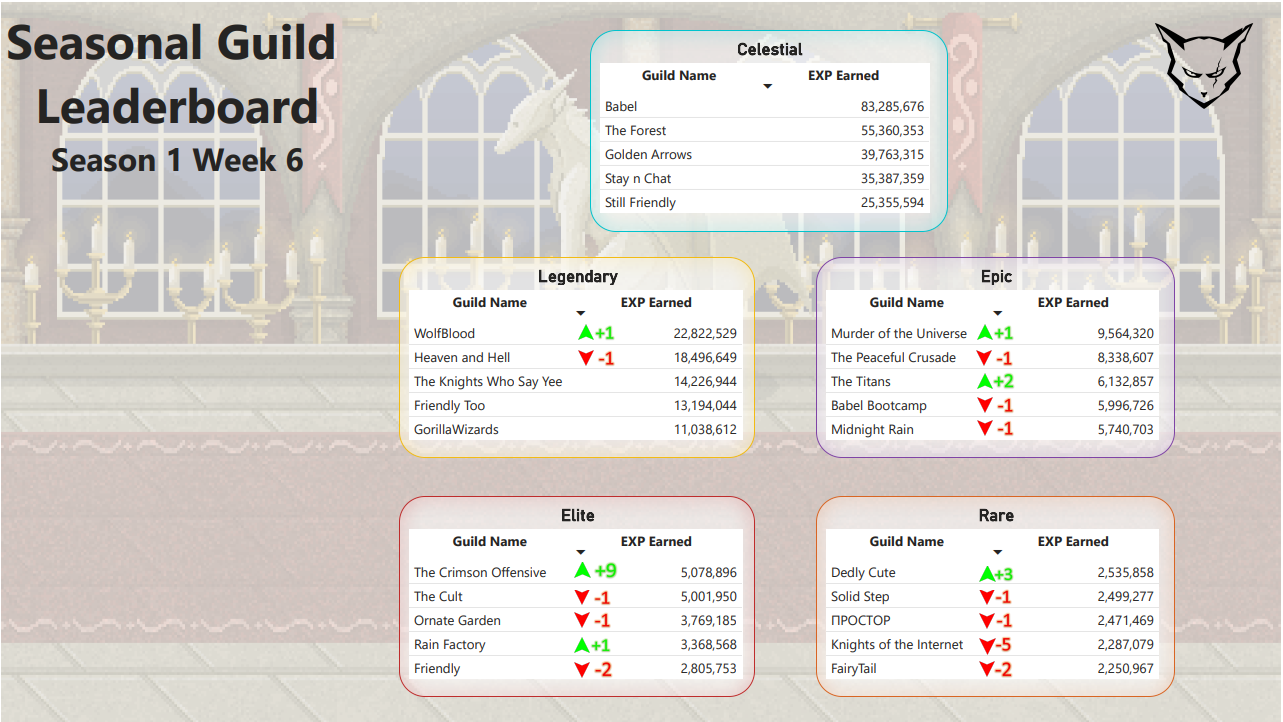 Seasonal Guild
Leaderboard
Season 1 Week 6
Celestial
Guild Name EXP Earned
Babel 83,285,676
The Forest 55,360,353
Golden Arrows 39,763,315
Stay n Chat 35,387,359
Still Friendly 25,355,594
Legendary
Guild Name EXP Earned
WolfBlood +1 22,822,529
Heaven and Hell -1 18,496,649
The Knights Who Say Yee 14,226,944
Friendly Too 13,194,044
GorillaWizards 11,038,612
Epic
Guild Name EXP Earned
Murder of the Universe +1 9,564,320
The Peaceful Crusade -1 8,338,607
The Titans +2 6,132,857
Babel Bootcamp -1 5,996,726
Midnight Rain -1 5,740,703
Elite
Guild Name EXP Earned
The Crimson Offensive +9 5,078,896
The Cult -1 5,001,950
Ornate Garden -1 3,769,185
Rain Factory +1 3,368,568
Friendly -2 2,805,753
Rare
Guild Name EXP Earned
Dedly Cute +3 2,535,858
Solid Step -1 2,499,277
ПРОСТОР -1 2,471,469
Knights of the Internet -5 2,287,079
FairyTail -2 2,250,967